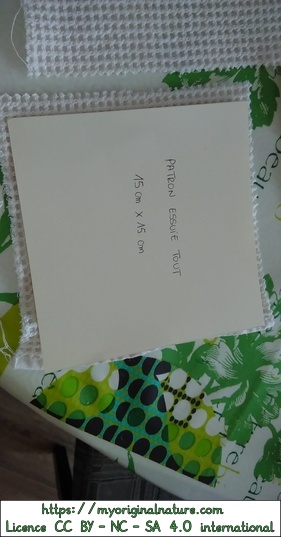 PATRON ESSUIE TOUT
15 cm X 15 cm
https://myoriginalnature.com
Licence CC BY - NC - SA 4.0 international